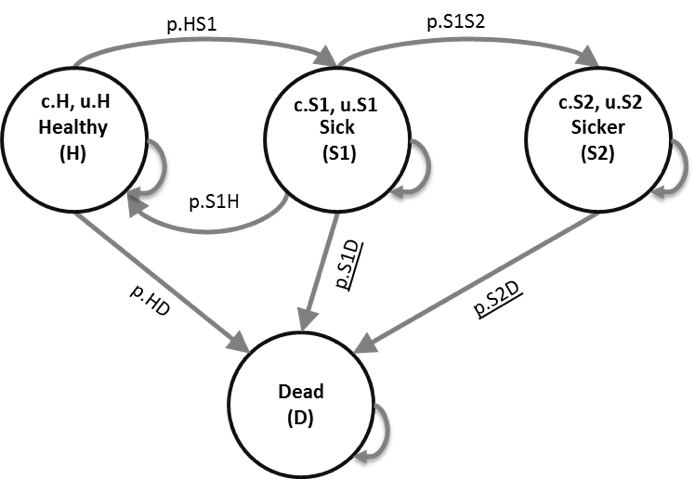 p.HS1
p.S1S2
c.H, u.H
Healthy
(H)
c.S1, u.S1
Sick
(S1)
c.S2, u.S2
Sicker
(S2)
p.S1H
p.HD
p.S1D
p.S2D
Dead
(D)